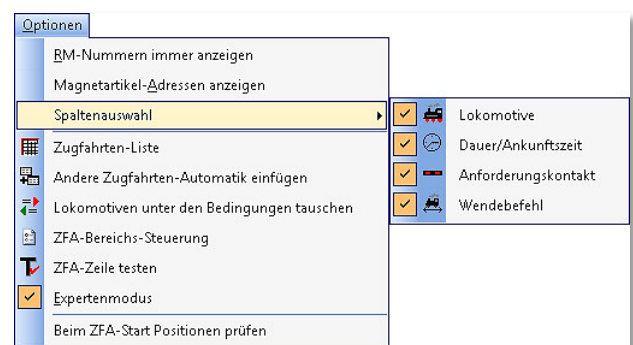 Optionen
RM-Nummern immer anzeigen
Magnetartikel-Adressen anzeigen
Spaltenauswahl
Zugfahrten-Liste
Andere Zugfahrten-Automatik einfügen
Lokomotiven unter den Bedingungen tauschen
ZFA-Bereichs-Steuerung
ZFA-Zeile testen
Expertenmodus
Beim ZFA-Start Positionen prüfen
Lokomotive
Dauer/Ankunftszeit
Anforderungskontakt
Wendebefehl